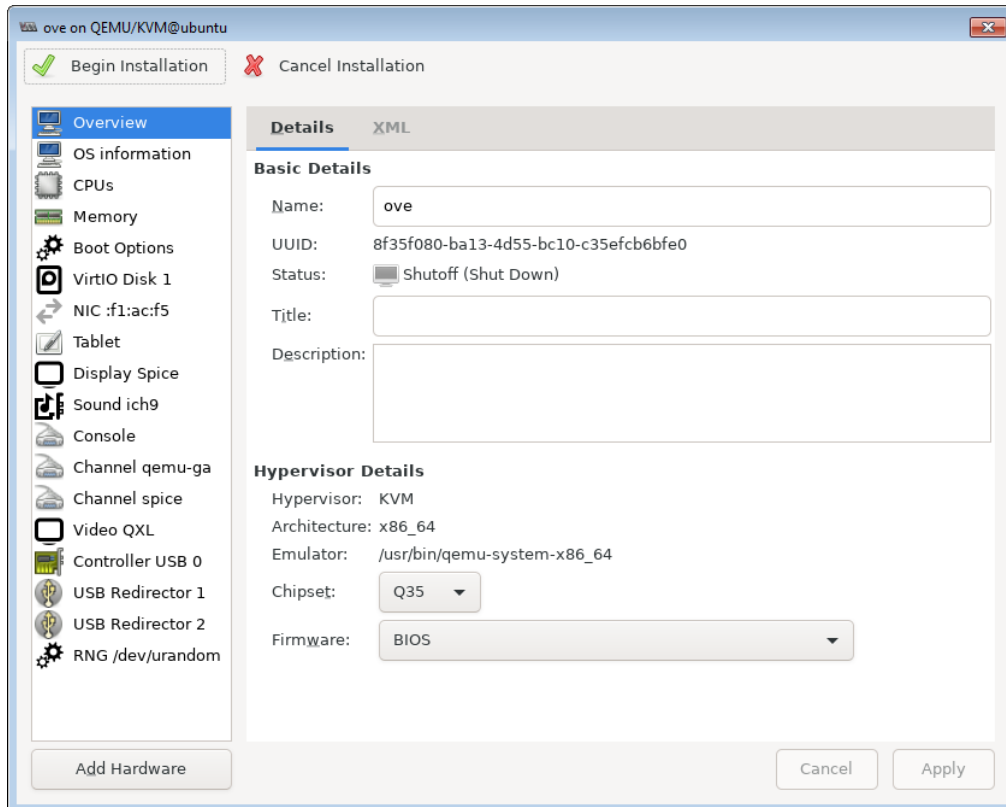 ove on QEMU/KVM@ubuntu
Begin Installation
Cancel Installation
Overview
OS information
CPUs
Memory
Boot Options
VirtIO Disk 1
NIC :f1:ac:f5
Tablet
Display Spice
Sound ich9
Console
Channel qemu-ga
Channel spice
Video QXL
Controller USB 0
USB Redirector 1
USB Redirector 2
RNG /dev/urandom
Add Hardware
Details
XML
Basic Details
Name: ove
UUID: 8f35f080-ba13-4d55-bc10-c35efcb6bfe0
Status: Shutoff (Shut Down)
Title:
Description:
Hypervisor Details
Hypervisor: KVM
Architecture: x86_64
Emulator: /usr/bin/qemu-system-x86_64
Chipset: Q35
Firmware: BIOS
Cancel
Apply